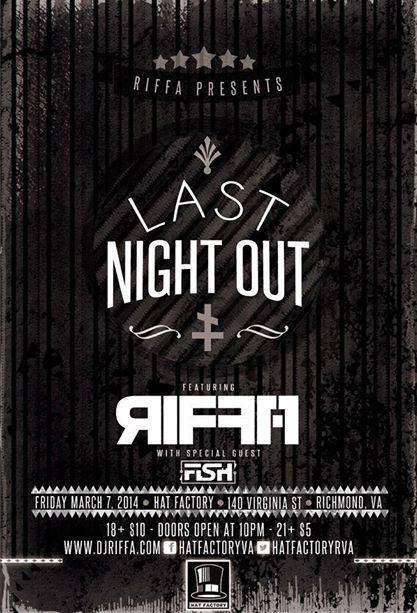 RIFFA PRESENTS
LAST
NIGHT OUT
FEATURING
RIFFA
WITH SPECIAL GUEST
FISH
FRIDAY MARCH 7, 2014 • HAT FACTORY • 140 VIRGINIA ST • RICHMOND, VA
18+ $10 - DOORS OPEN AT 10PM - 21+ $5
WWW.DJRIFFA.COM f HATFACTORYVA HATFACTORYRVA
HAT FACTORY